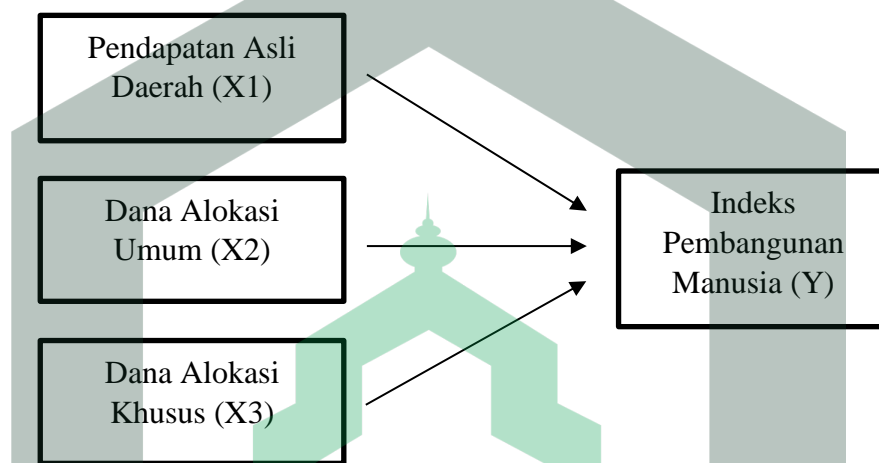 Pendapatan Asli
Daerah (X1)
Dana Alokasi
Umum (X2)
Dana Alokasi
Khusus (X3)
Indeks
Pembangunan
Manusia (Y)